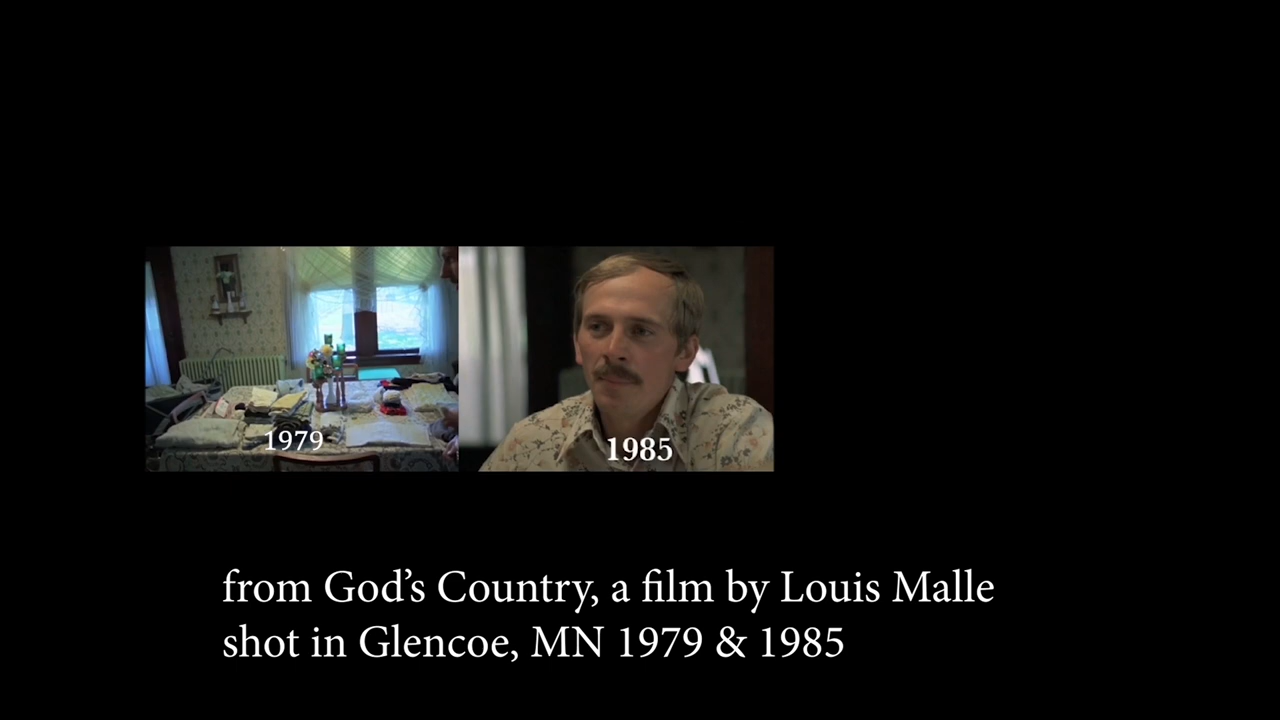 1979
1985
from God’s Country, a film by Louis Malle
shot in Glencoe, MN 1979 & 1985